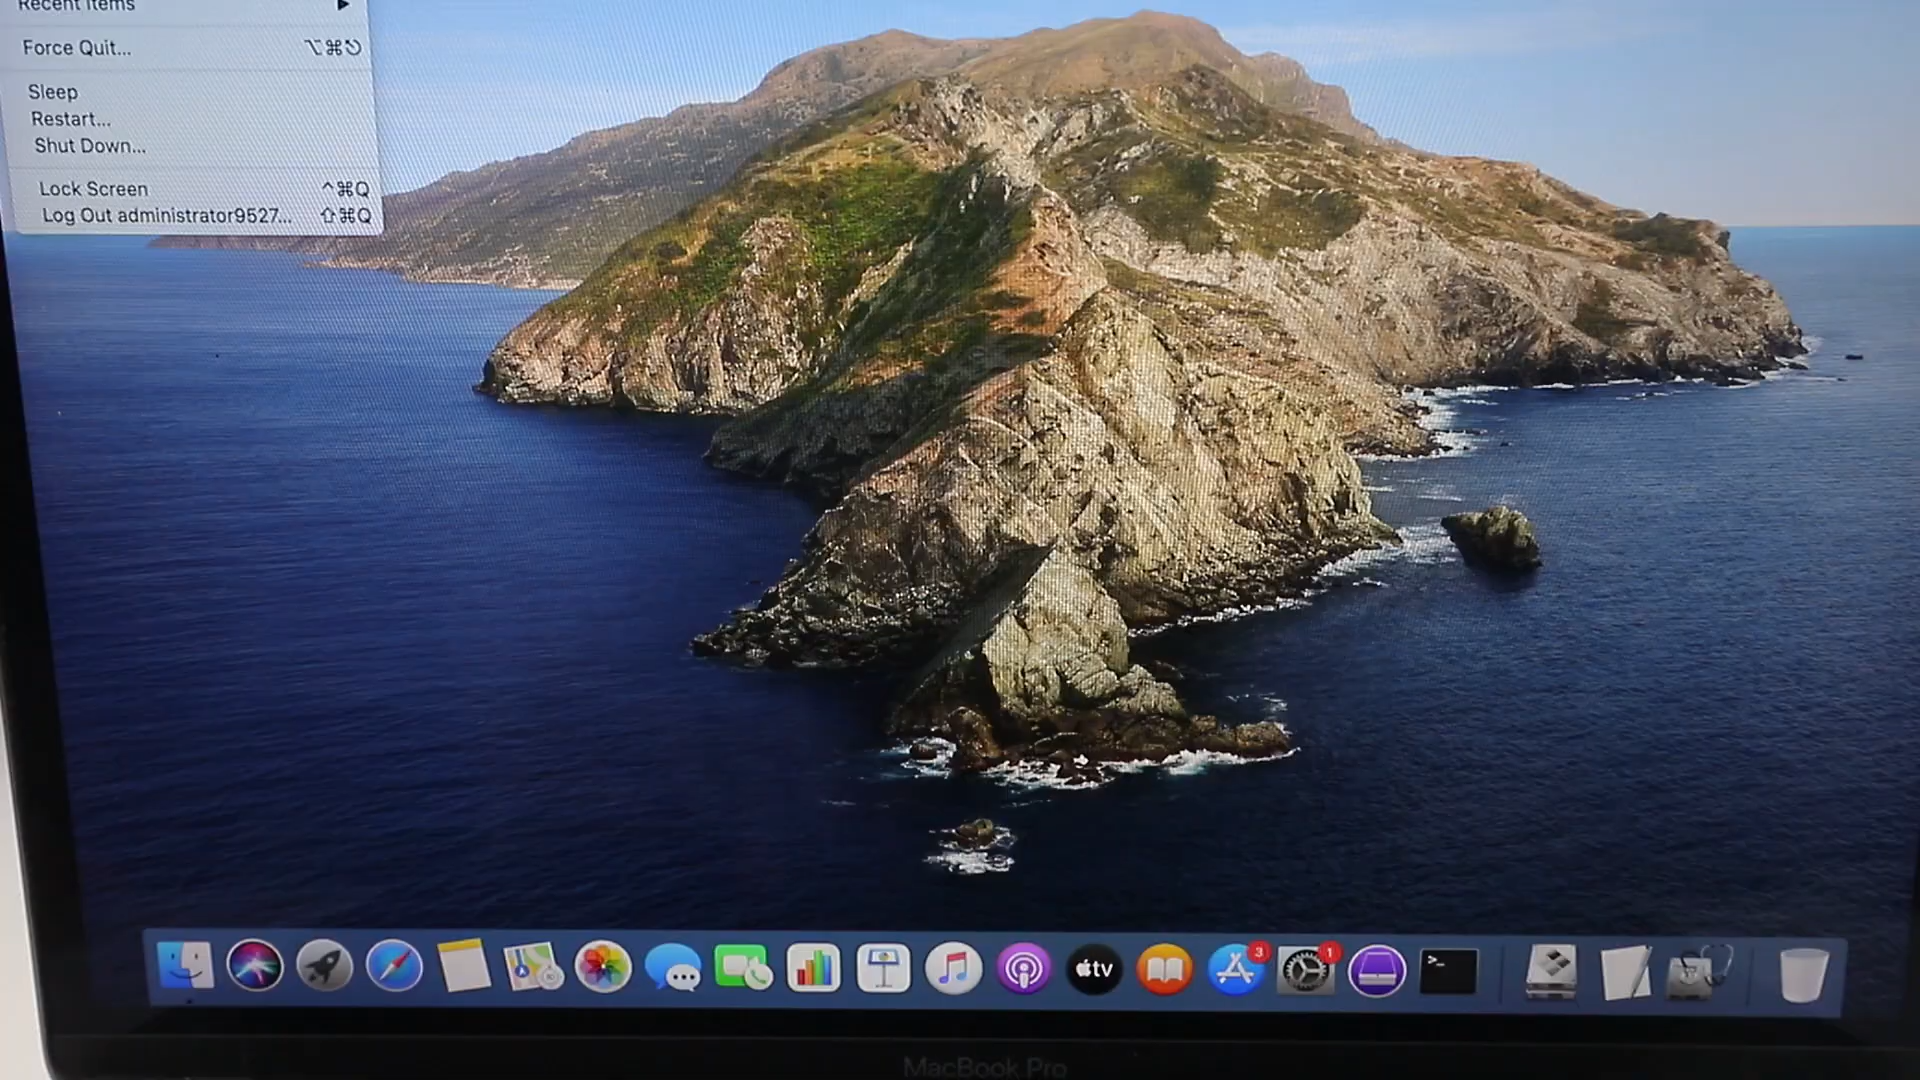 Recent Items
Force Quit... ⌥⌘⎋
Sleep
Restart...
Shut Down...
Lock Screen ^⌘Q
Log Out administrator9527... ⇧⌘Q
tv
3
1
>_
MacBook Pro